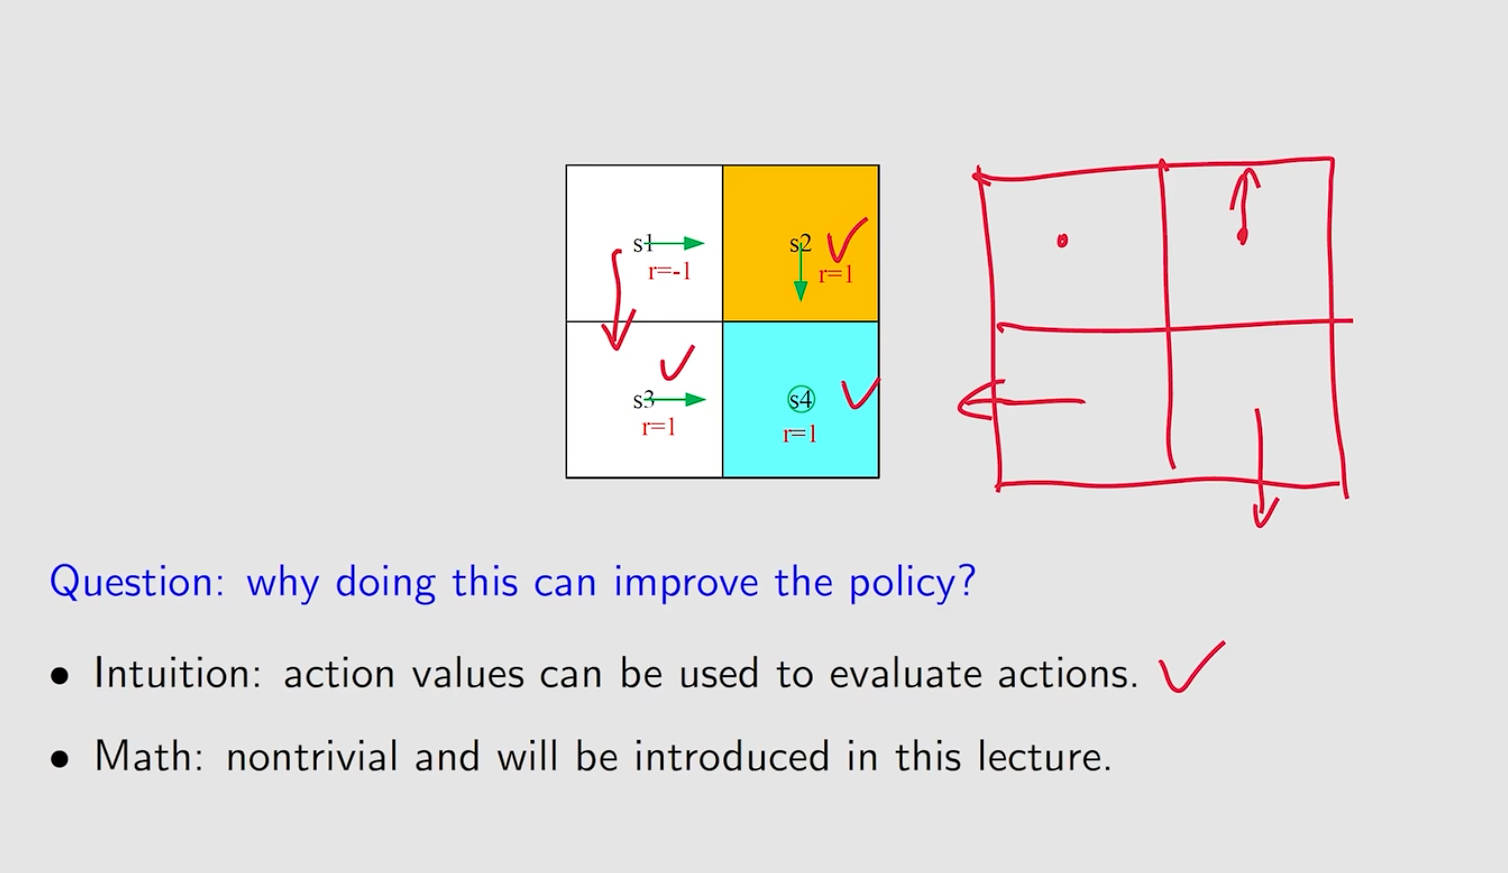 s1
r=-1
s2
r=1
s3
r=1
s4
r=1
Question: why doing this can improve the policy?
• Intuition: action values can be used to evaluate actions.
• Math: nontrivial and will be introduced in this lecture.